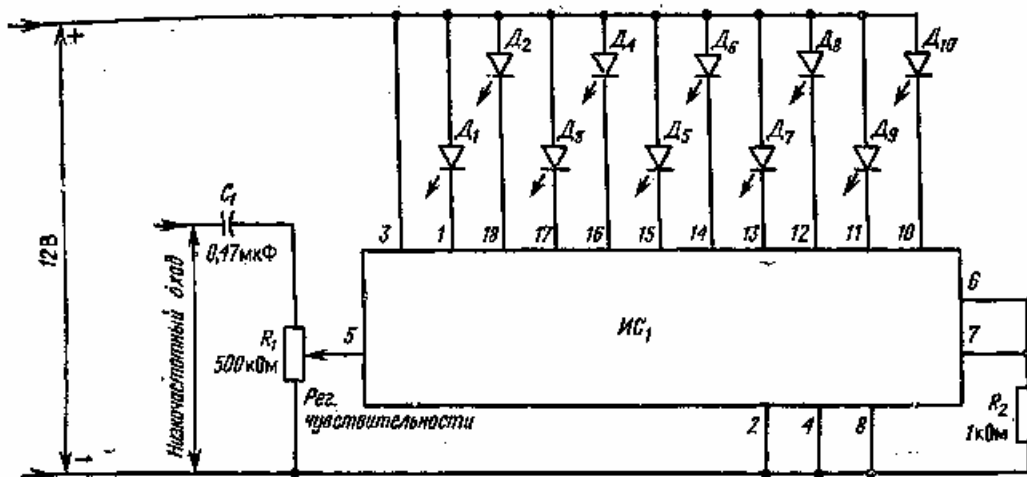 +
Д2
Д4
Д6
Д8
Д10
Д1
Д3
Д5
Д7
Д9
12В
C1
0,47мкФ
Низкочастотный вход
3
1
18
17
16
15
14
13
12
11
10
6
5
ИС1
7
R1
500кОм
Рег.
чувствительности
2
4
8
R2
1кОм